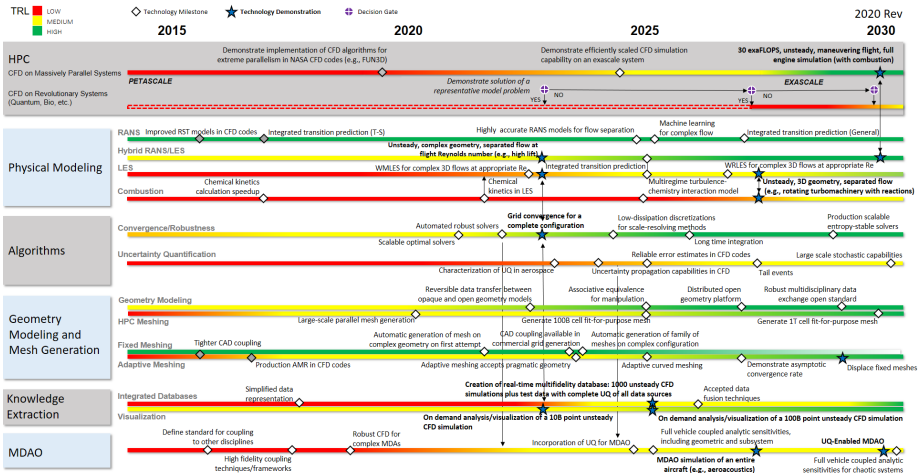 TRL
LOW
MEDIUM
HIGH
Technology Milestone
Technology Demonstration
Decision Gate
2020 Rev
2015
2020
2025
2030
HPC
CFD on Massively Parallel Systems
CFD on Revolutionary Systems
(Quantum, Bio, etc.)
Demonstrate implementation of CFD algorithms for
extreme parallelism in NASA CFD codes (e.g., FUN3D)
Demonstrate efficiently scaled CFD simulation
capability on an exascale system
30 exaFLOPS, unsteady, maneuvering flight, full
engine simulation (with combustion)
PETASCALE
Demonstrate solution of a
representative model problem
EXASCALE
NO
YES
NO
YES
Physical Modeling
RANS
Improved RST models in CFD codes
Integrated transition prediction (T-S)
Highly accurate RANS models for flow separation
Machine learning
for complex flow
Integrated transition prediction (General)
Hybrid RANS/LES
Unsteady, complex geometry, separated flow at
flight Reynolds number (e.g., high lift)
LES
WMLES for complex 3D flows at appropriate Re
Integrated transition prediction
WRLES for complex 3D flows at appropriate Re
Chemical kinetics
calculation speedup
Chemical
kinetics in LES
Multiregime turbulence-
chemistry interaction model
Unsteady, 3D geometry, separated flow
(e.g., rotating turbomachinery with reactions)
Combustion
Algorithms
Convergence/Robustness
Automated robust solvers
Scalable optimal solvers
Grid convergence for a
complete configuration
Low-dissipation discretizations
for scale-resolving methods
Long time integration
Production scalable
entropy-stable solvers
Uncertainty Quantification
Characterization of UQ in aerospace
Reliable error estimates in CFD codes
Uncertainty propagation capabilities in CFD
Tail events
Large scale stochastic capabilities
Geometry
Modeling and
Mesh Generation
Geometry Modeling
Reversible data transfer between
opaque and open geometry models
Associative equivalence
for manipulation
Distributed open
geometry platform
Robust multidisciplinary data
exchange open standard
HPC Meshing
Large-scale parallel mesh generation
Generate 100B cell fit-for-purpose mesh
Generate 1T cell fit-for-purpose mesh
Fixed Meshing
Tighter CAD coupling
Automatic generation of mesh on
complex geometry on first attempt
CAD coupling available in
commercial grid generation
Automatic generation of family of
meshes on complex configuration
Adaptive Meshing
Production AMR in CFD codes
Adaptive meshing accepts pragmatic geometry
Adaptive curved meshing
Demonstrate asymptotic
convergence rate
Displace fixed meshes
Knowledge
Extraction
Integrated Databases
Simplified data
representation
Creation of real-time multifidelity database: 1000 unsteady CFD
simulations plus test data with complete UQ of all data sources
Accepted data
fusion techniques
Visualization
On demand analysis/visualization of a 10B point unsteady
CFD simulation
On demand analysis/visualization of a 100B point unsteady CFD simulation
MDAO
Define standard for coupling
to other disciplines
High fidelity coupling
techniques/frameworks
Robust CFD for
complex MDAs
Incorporation of UQ for MDAO
Full vehicle coupled analytic sensitivities,
including geometric and subsystem
MDAO simulation of an entire
aircraft (e.g., aeroacoustics)
UQ-Enabled MDAO
Full vehicle coupled analytic
sensitivities for chaotic systems